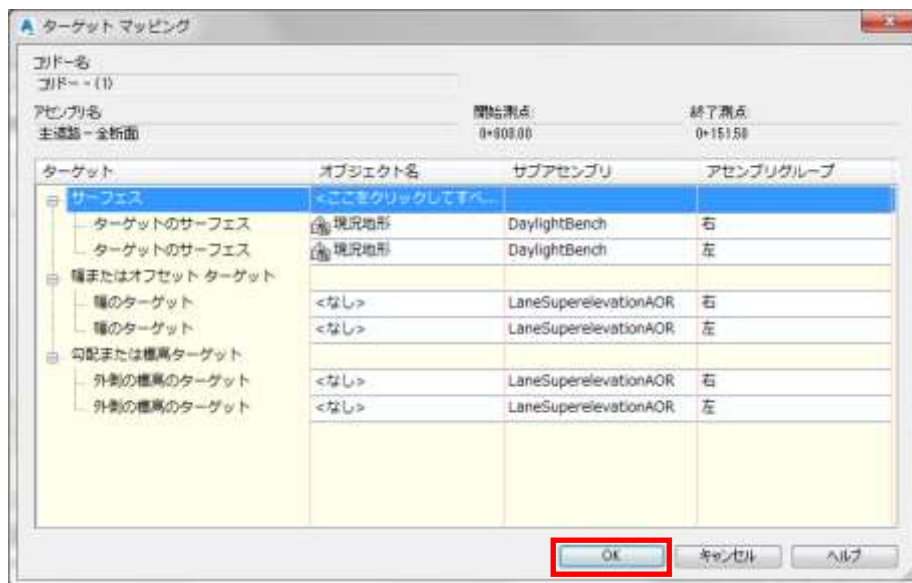 ターゲット マッピング
コリドー名
コリドー - (1)
アセンブリ名 開始測点: 終了測点:
主道路 - 全断面 0+608.00 0+151.50
ターゲット オブジェクト名 サブアセンブリ アセンブリグループ
サーフェス <ここをクリックしてすべ...
ターゲットのサーフェス 現況地形 DaylightBench 右
ターゲットのサーフェス 現況地形 DaylightBench 左
幅またはオフセット ターゲット
幅のターゲット <なし> LaneSuperelevationAOR 右
幅のターゲット <なし> LaneSuperelevationAOR 左
勾配または標高ターゲット
外側の標高のターゲット <なし> LaneSuperelevationAOR 右
外側の標高のターゲット <なし> LaneSuperelevationAOR 左
OK キャンセル ヘルプ